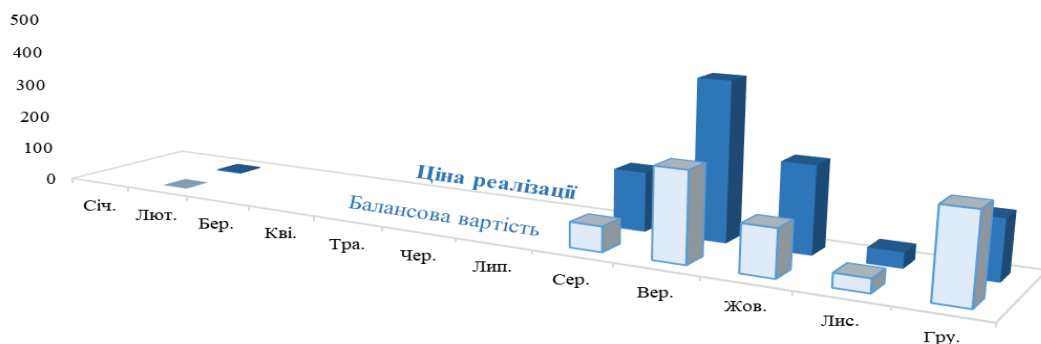 500
400
300
200
100
0
Січ.
Лют.
Бер.
Кві.
Тра.
Чер.
Лип.
Сер.
Вер.
Жов.
Лис.
Гру.
Ціна реалізації
Балансова вартість